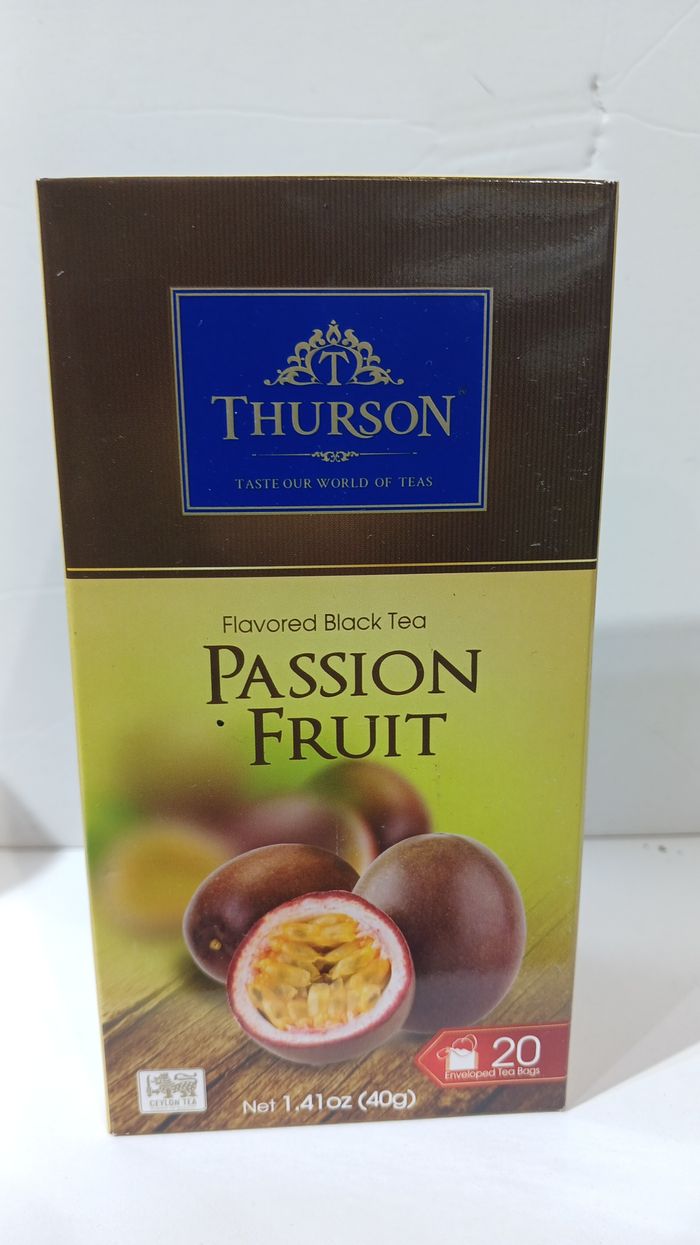 T
THURSON
TASTE OUR WORLD OF TEAS
Flavored Black Tea
PASSION
FRUIT
20
Enveloped Tea Bags
CEYLON TEA
Net 1.41oz (40g)